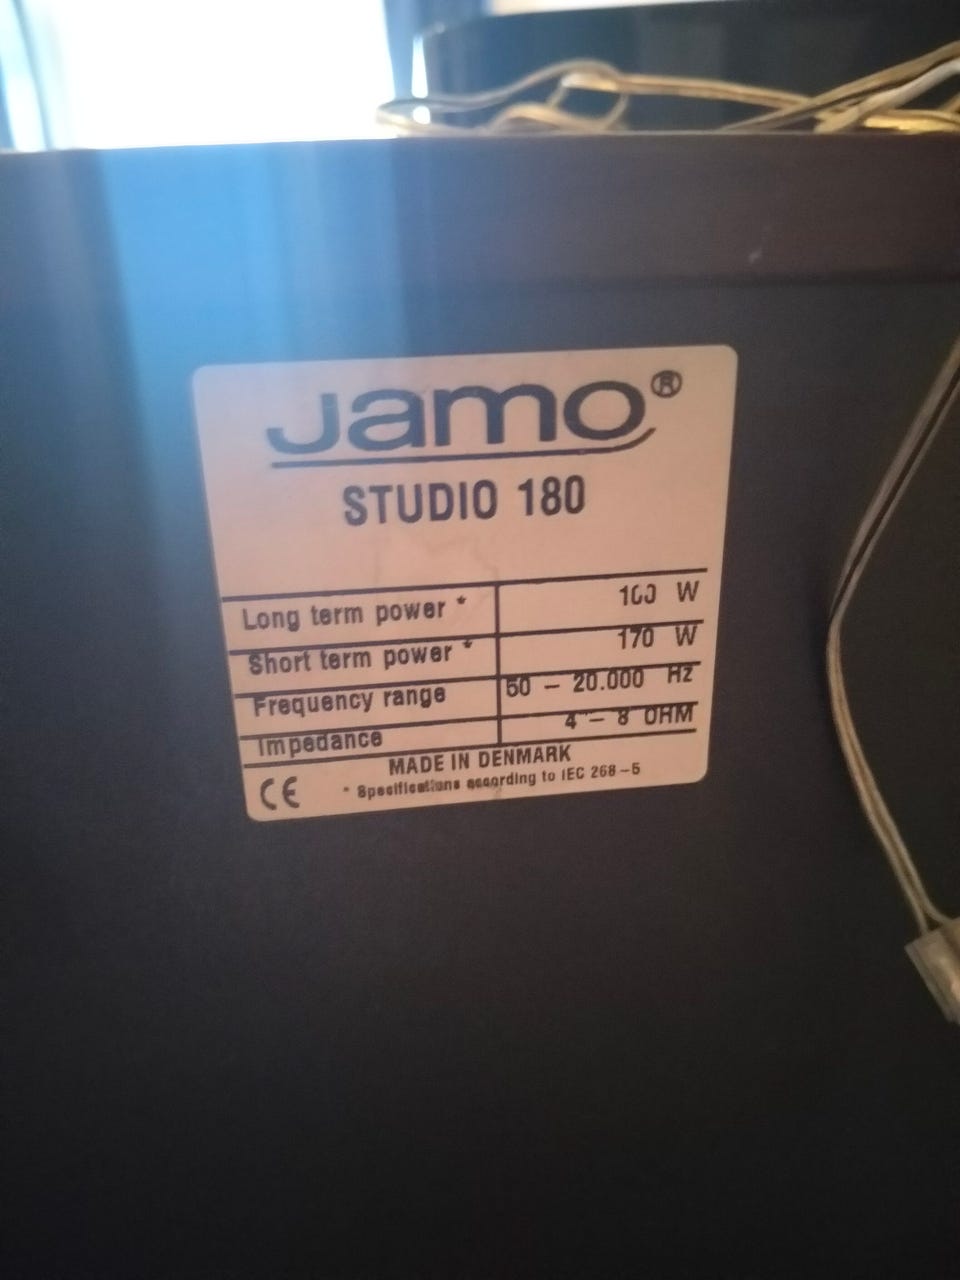 Jamo®
STUDIO 180
Long term power * 100 W
Short term power * 170 W
Frequency range 50 – 20.000 Hz
Impedance 4 – 8 OHM
MADE IN DENMARK
CE * Specifications according to IEC 268-5